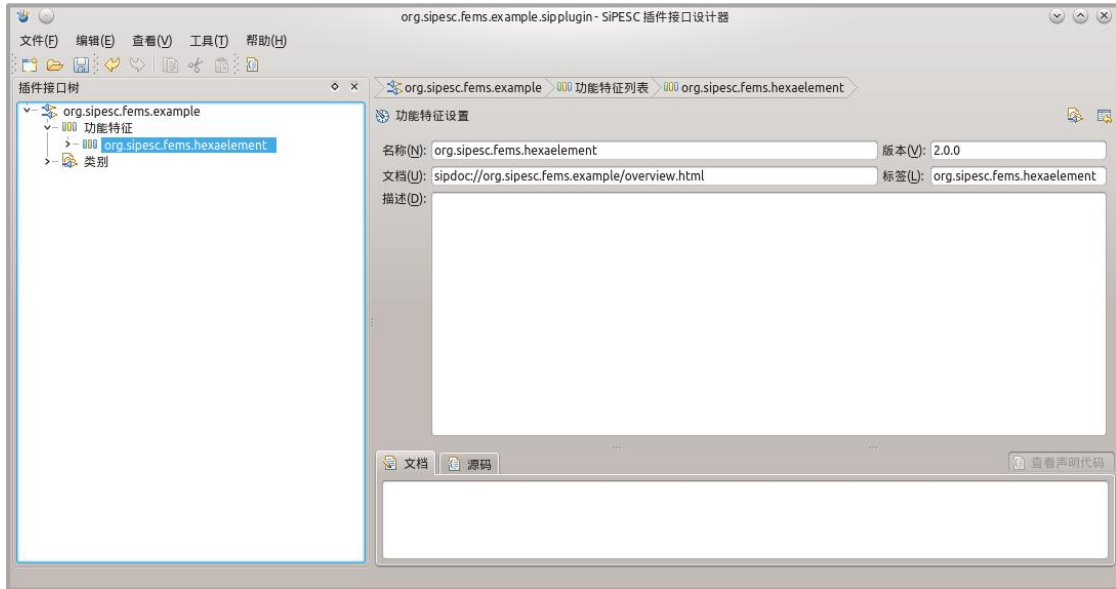 org.sipesc.fems.example.sipplugin - SiPESC 插件接口设计器
文件(F) 编辑(E) 查看(V) 工具(T) 帮助(H)
插件接口树
org.sipesc.fems.example
功能特征
org.sipesc.fems.hexaelement
类别
org.sipesc.fems.example 功能特征列表 org.sipesc.fems.hexaelement
功能特征设置
名称(N): org.sipesc.fems.hexaelement 版本(V): 2.0.0
文档(U): sipdoc://org.sipesc.fems.example/overview.html 标签(L): org.sipesc.fems.hexaelement
描述(D):
文档 源码 查看声明代码